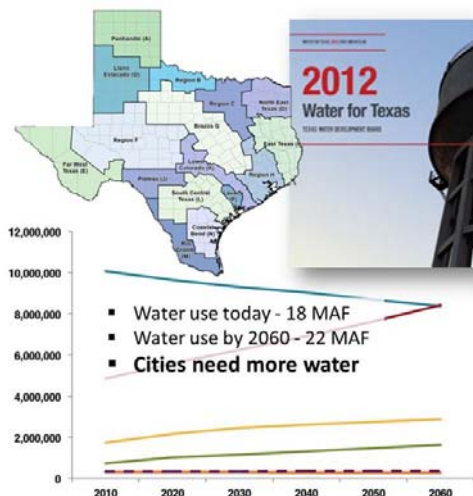 Panhandle (A)
Llano
Estacado (O)
Region B
Region C
North East
Texas (D)
Brazos G
Region F
East Texas (I)
Far West
Texas (E)
Lower
Colorado (K)
Region H
Plateau (J)
South Central
Texas (L)
Coastal
Bend (N)
Rio
Grande (M)
2012
Water for Texas
TEXAS WATER DEVELOPMENT BOARD
12,000,000
10,000,000
8,000,000
6,000,000
4,000,000
2,000,000
0
▪ Water use today - 18 MAF
▪ Water use by 2060 - 22 MAF
▪ Cities need more water
2010 2020 2030 2040 2050 2060